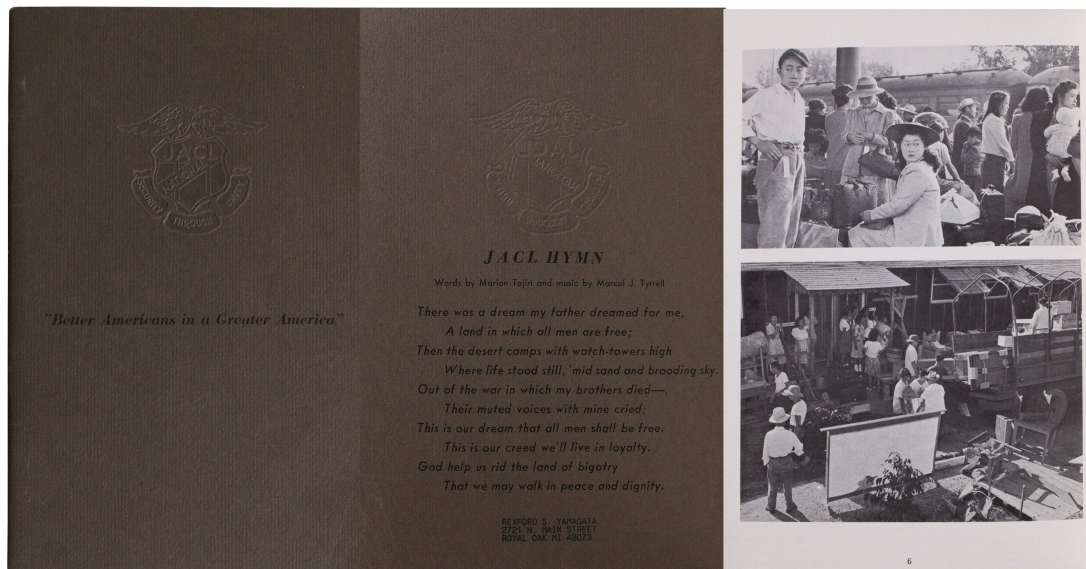 JACL
NATIONAL
SECURITY THROUGH UNITY
"Better Americans in a Greater America"
JACL HYMN
Words by Marion Tajiri and music by Marcel J. Tyrrell
There was a dream my father dreamed for me,
A land in which all men are free;
Then the desert camps with watch-towers high
Where life stood still, 'mid sand and brooding sky.
Out of the war in which my brothers died—,
Their muted voices with mine cried;
This is our dream that all men shall be free.
This is our creed we'll live in loyalty.
God help us rid the land of bigotry
That we may walk in peace and dignity.
REXFORD S. YAMAGATA
2721 N. MAIN STREET
ROYAL OAK MI 48073
6